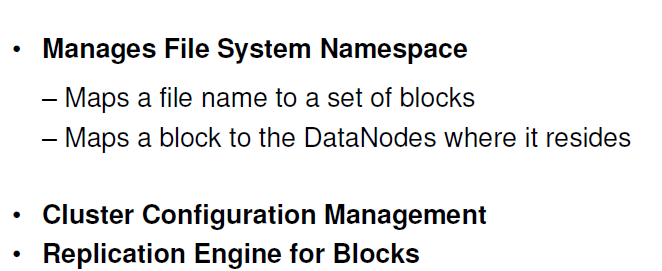 • Manages File System Namespace
– Maps a file name to a set of blocks
– Maps a block to the DataNodes where it resides
• Cluster Configuration Management
• Replication Engine for Blocks